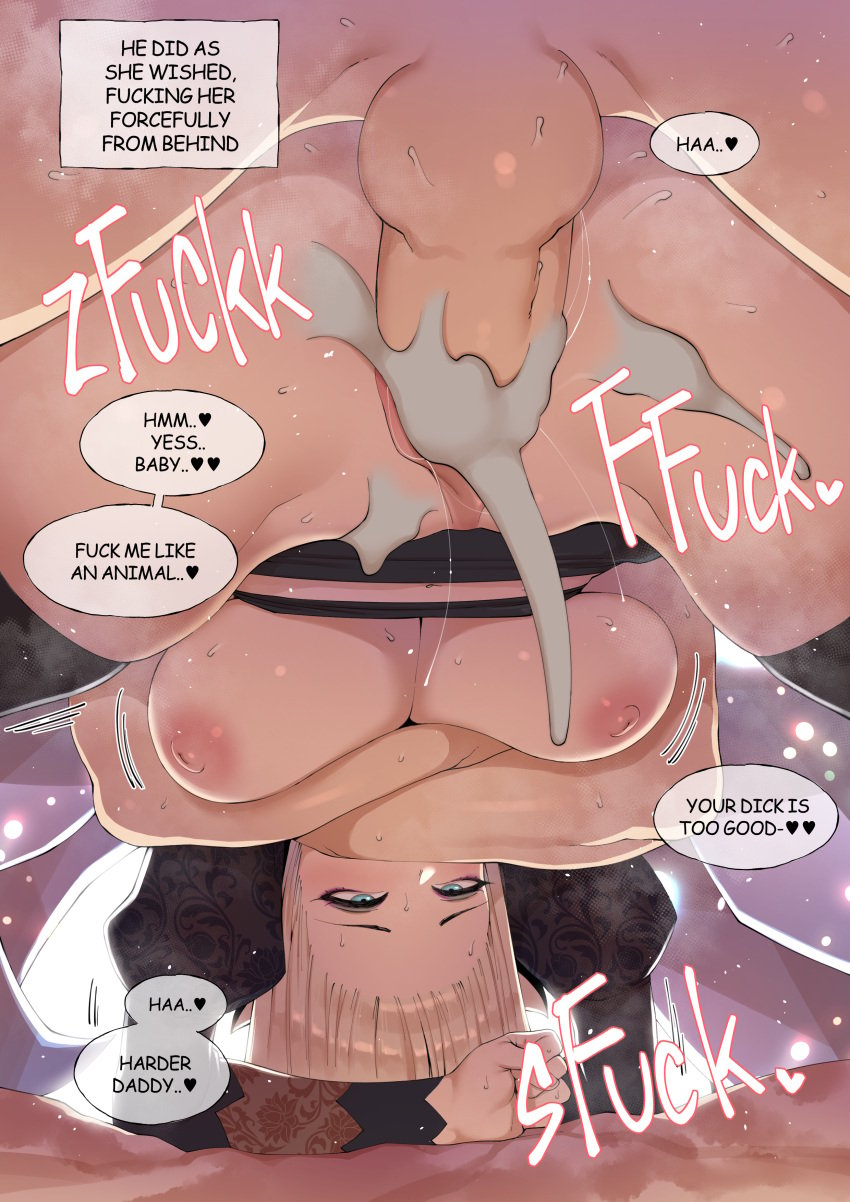 HE DID AS
SHE WISHED,
FUCKING HER
FORCEFULLY
FROM BEHIND
HAA..♥
ZFUCKK
HMM..♥
YESS..
BABY..♥♥
FFUCK♥
FUCK ME LIKE
AN ANIMAL..♥
YOUR DICK IS
TOO GOOD-♥♥
HAA..♥
HARDER
DADDY..♥
SFUCK♥